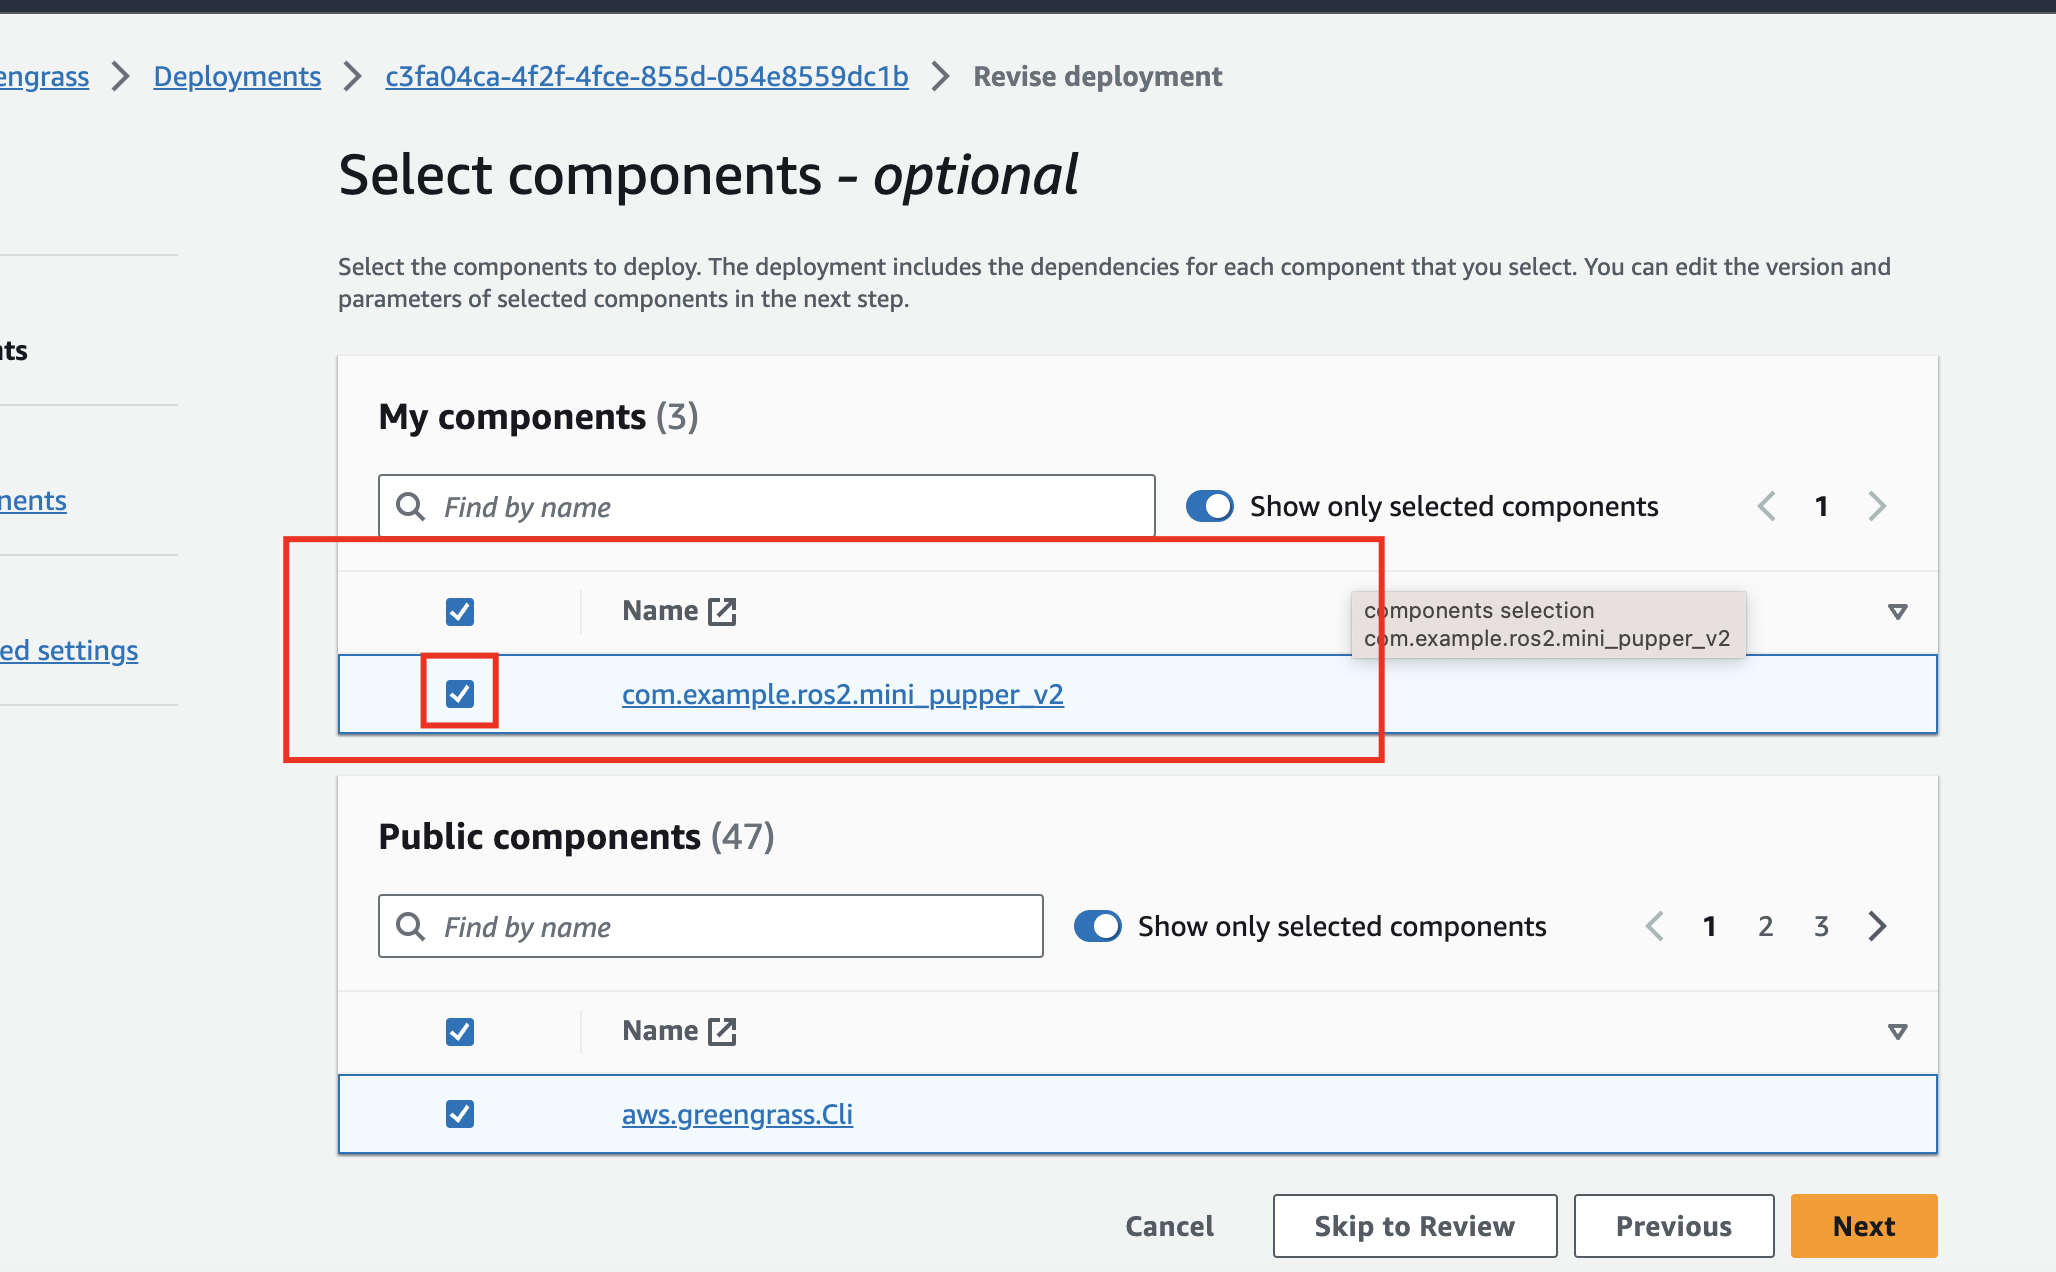 engrass > Deployments > c3fa04ca-4f2f-4fce-855d-054e8559dc1b > Revise deployment
Select components - optional
Select the components to deploy. The deployment includes the dependencies for each component that you select. You can edit the version and
parameters of selected components in the next step.
nts
nents
ed settings
My components (3)
Find by name
Show only selected components
1
Name
components selection
com.example.ros2.mini_pupper_v2
com.example.ros2.mini_pupper_v2
Public components (47)
Find by name
Show only selected components
1 2 3
Name
aws.greengrass.Cli
Cancel
Skip to Review
Previous
Next